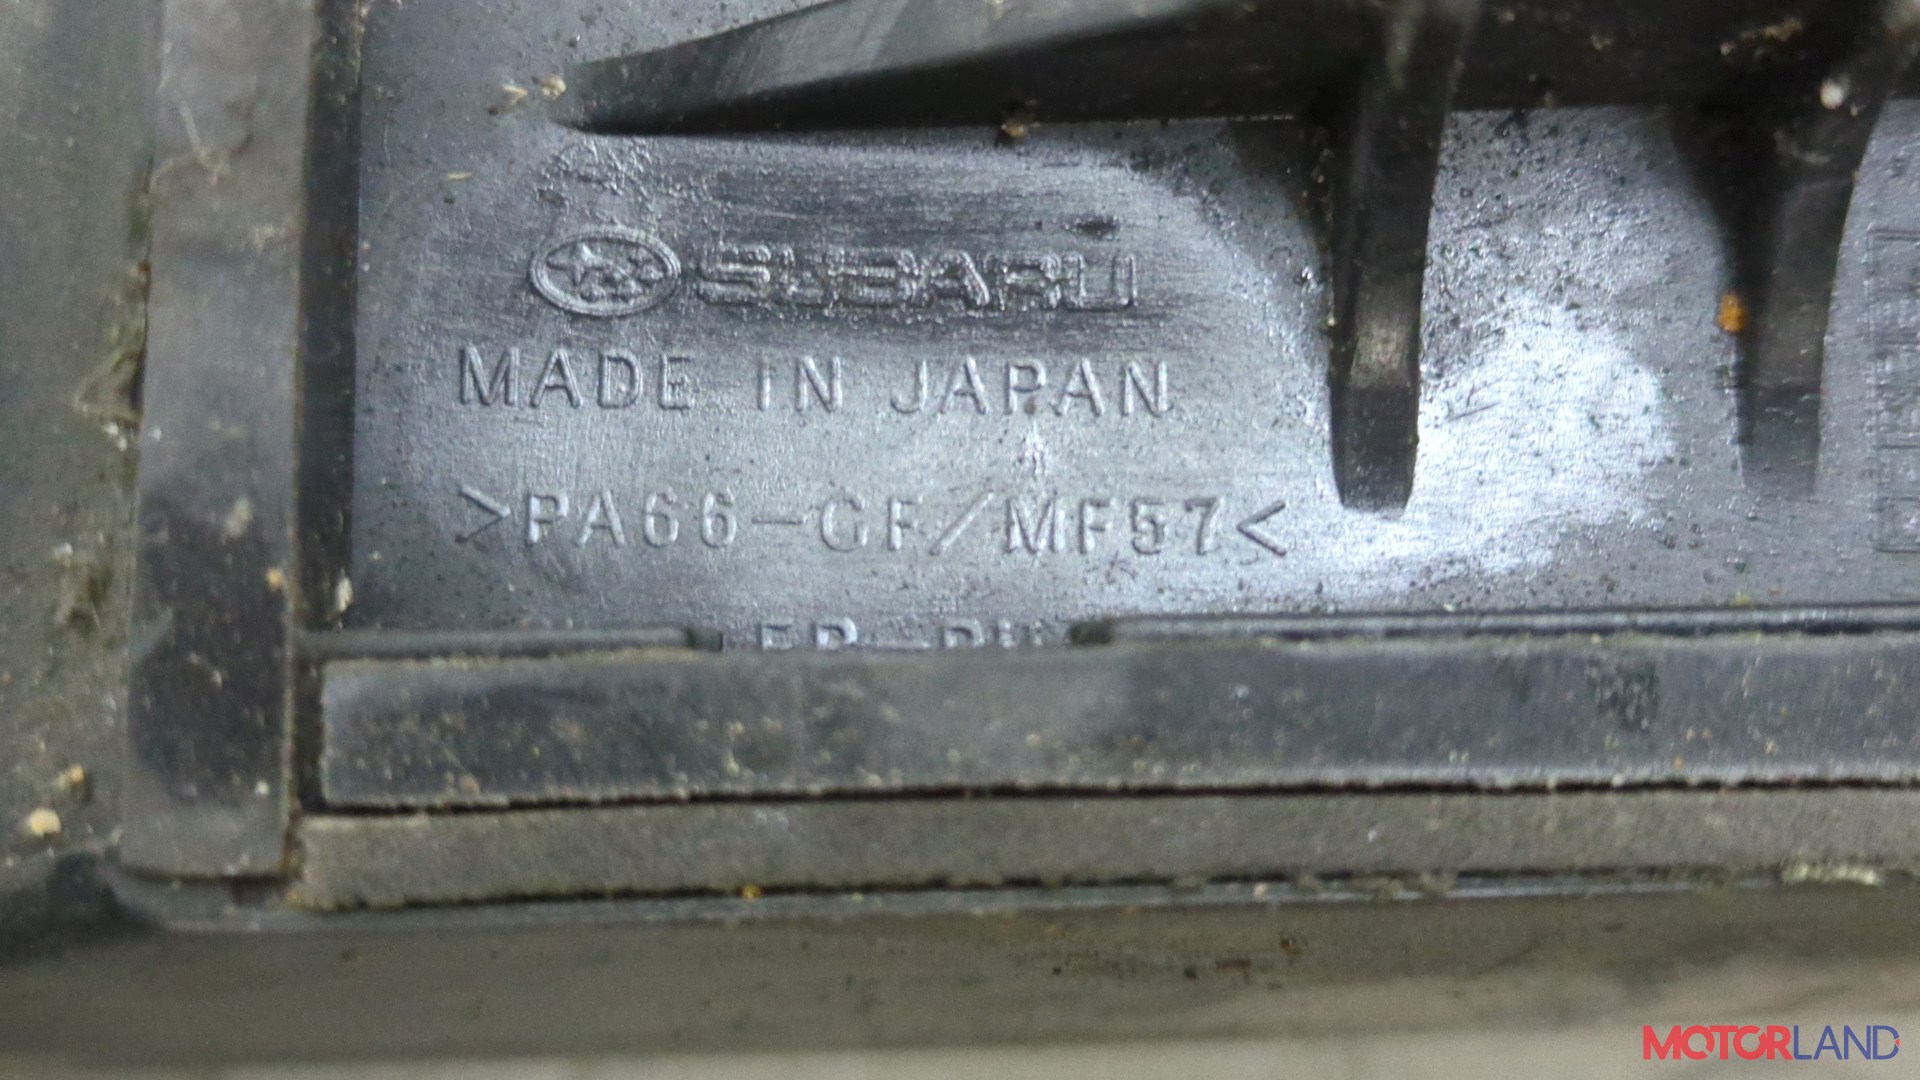 SUBARU
MADE IN JAPAN
>PA66-GF/MF57<
MOTORLAND